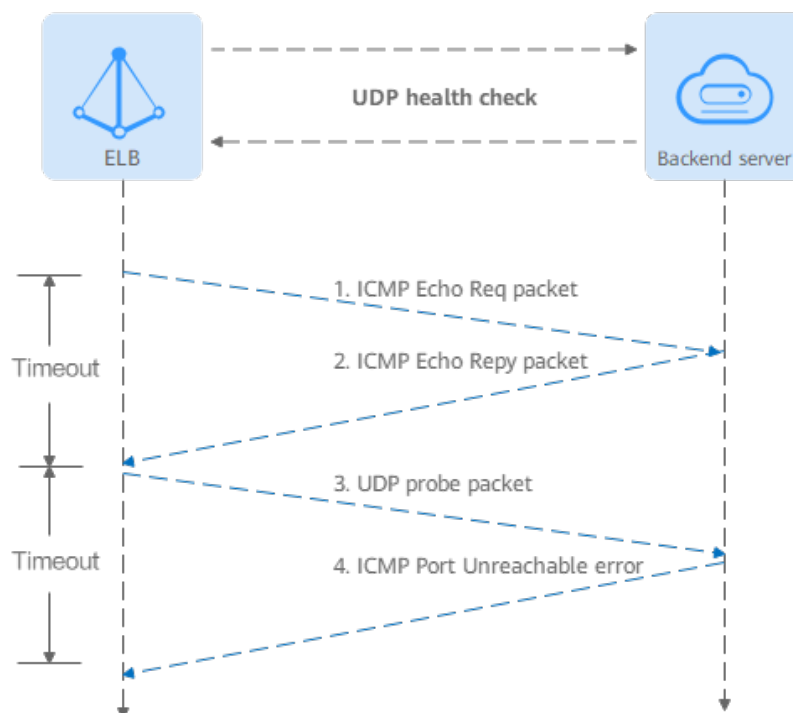 UDP health check
ELB
Backend server
1. ICMP Echo Req packet
Timeout
2. ICMP Echo Repy packet
3. UDP probe packet
Timeout
4. ICMP Port Unreachable error